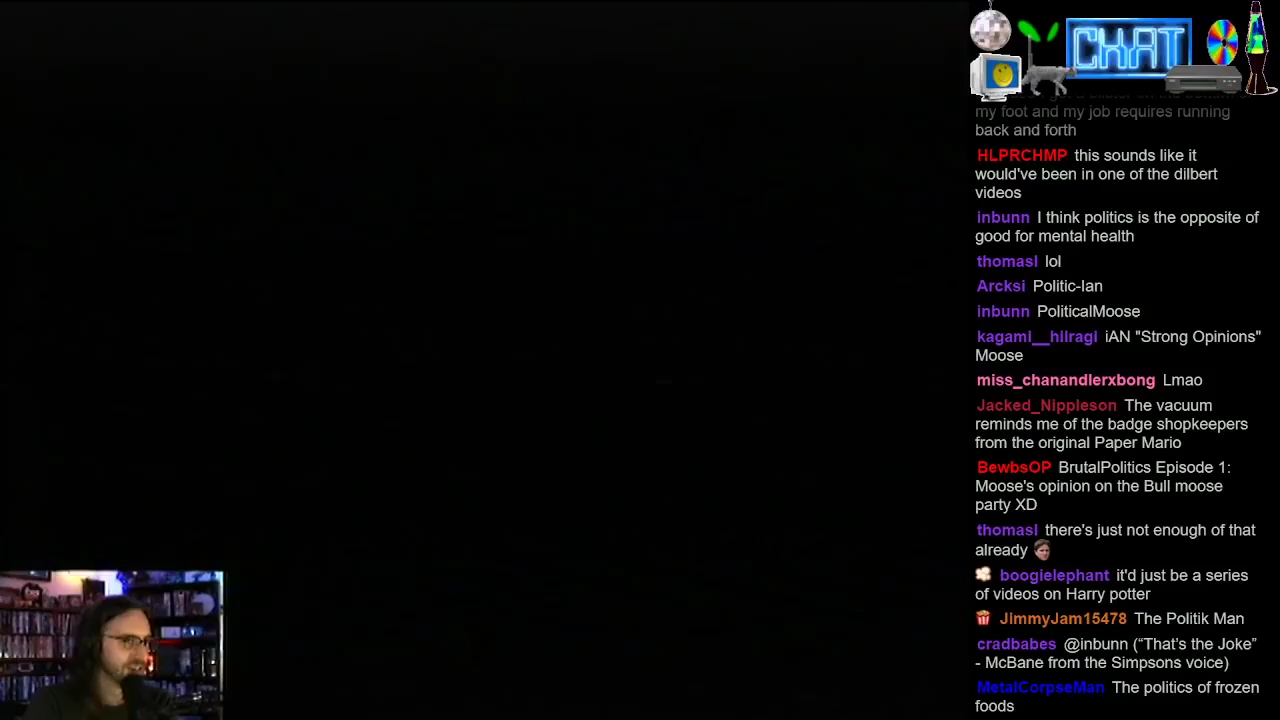 CHAT
my foot and my job requires running
back and forth
HLPRCHMP this sounds like it
would've been in one of the dilbert
videos
inbunn I think politics is the opposite of
good for mental health
thomasl lol
Arcksi Politic-Ian
inbunn PoliticalMoose
kagamI__hIIragi iAN "Strong Opinions"
Moose
miss_chanandlerxbong Lmao
Jacked_Nippleson The vacuum
reminds me of the badge shopkeepers
from the original Paper Mario
BewbsOP BrutalPolitics Episode 1:
Moose's opinion on the Bull moose
party XD
thomasl there's just not enough of that
already
boogielephant it'd just be a series
of videos on Harry potter
JImmyJam15478 The Politik Man
cradbabes @inbunn (“That’s the Joke”
- McBane from the Simpsons voice)
MetalCorpseMan The politics of frozen
foods